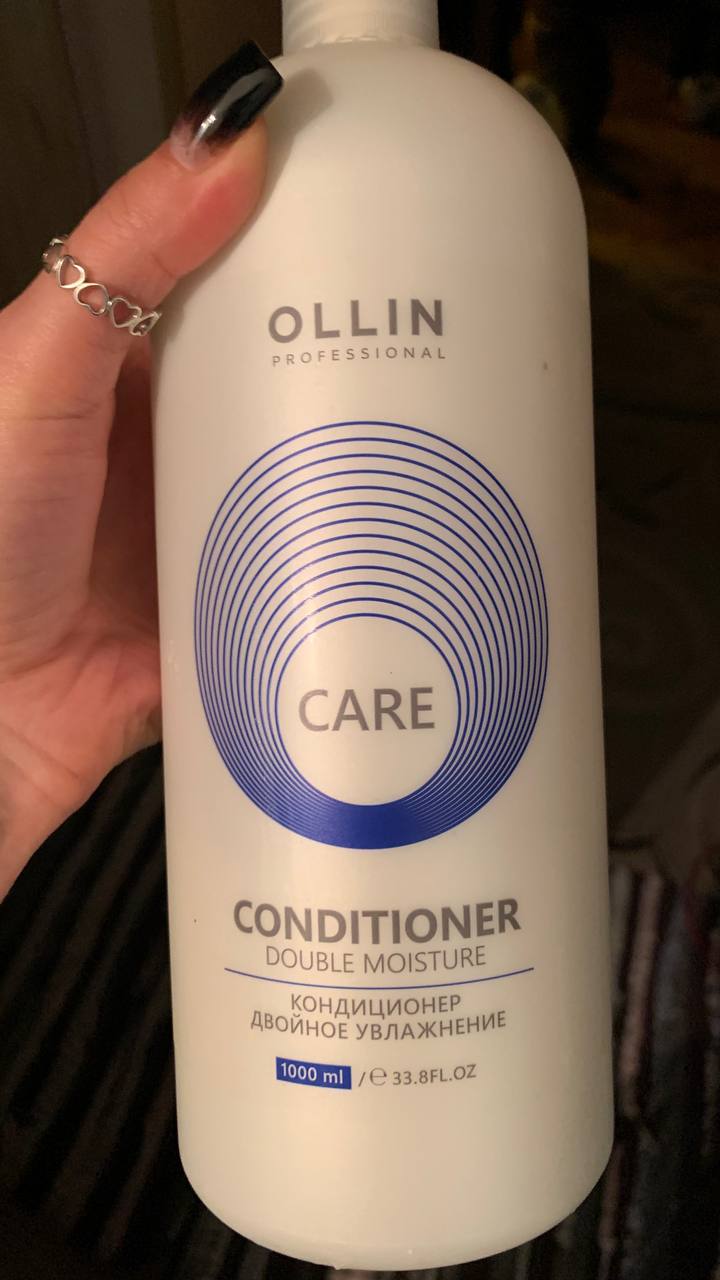 OLLIN
PROFESSIONAL
CARE
CONDITIONER
DOUBLE MOISTURE
КОНДИЦИОНЕР
ДВОЙНОЕ УВЛАЖНЕНИЕ
1000 ml / ℮ 33.8FL.OZ